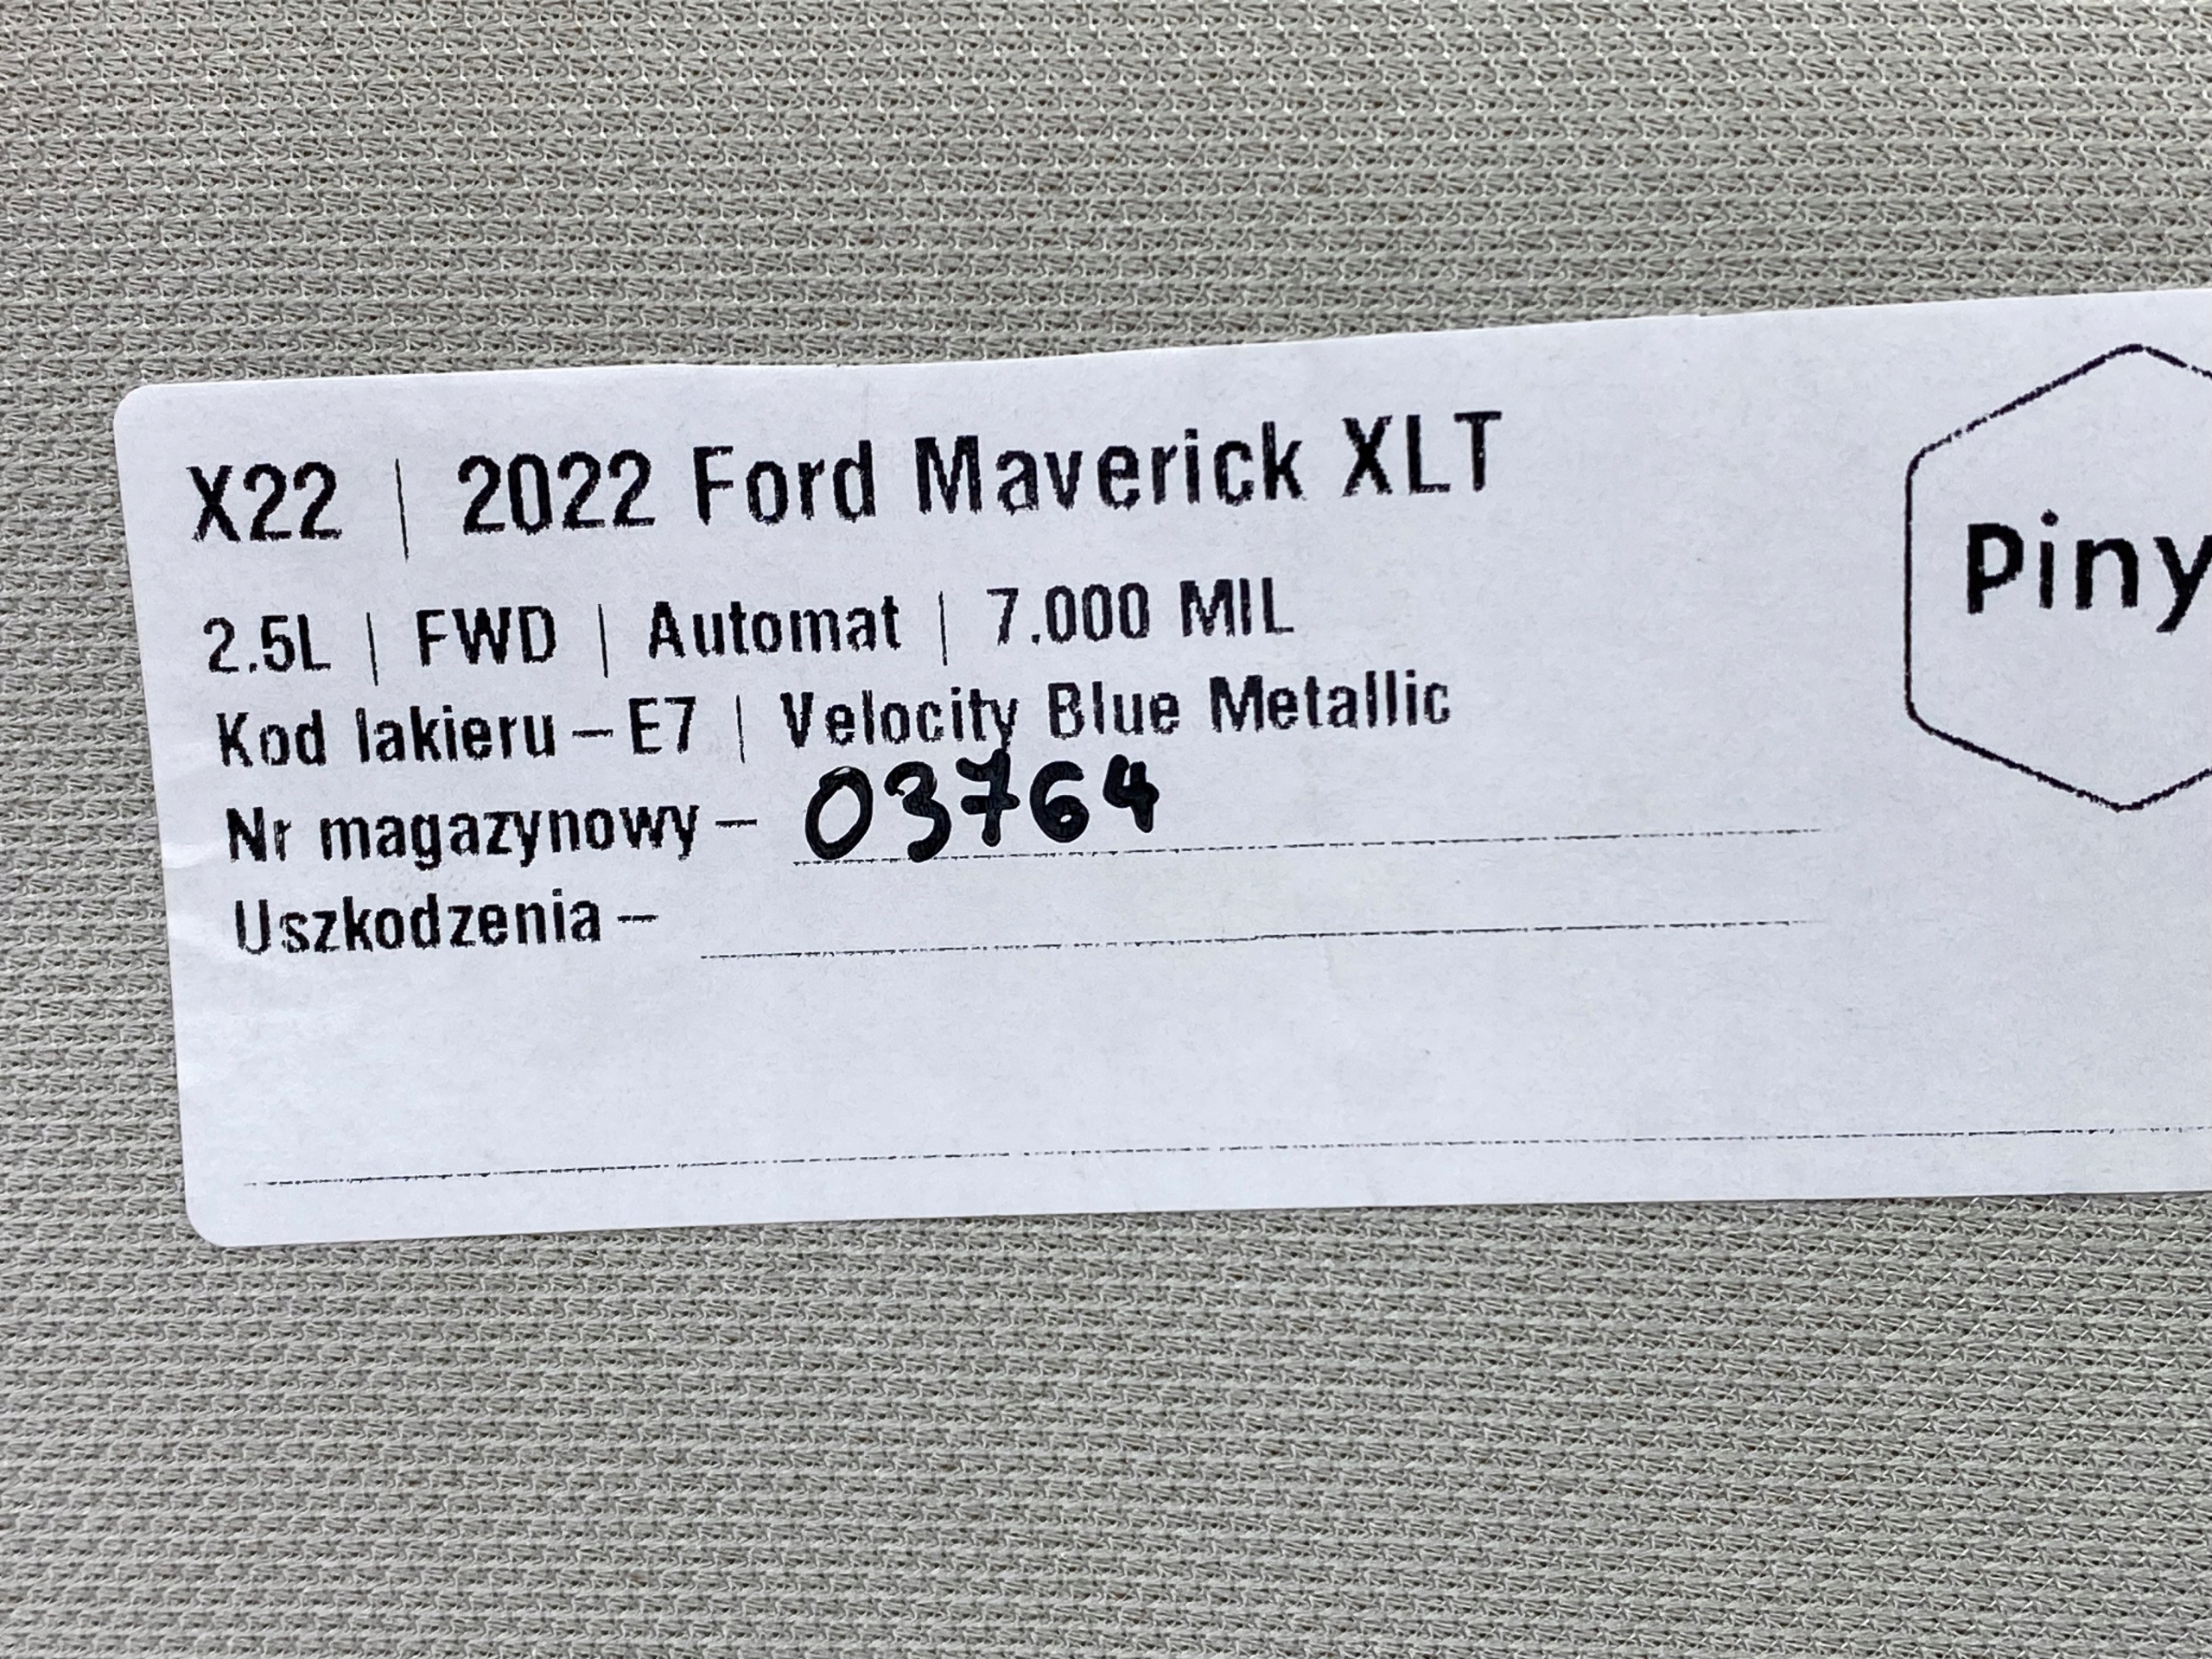 X22 | 2022 Ford Maverick XLT
2.5L | FWD | Automat | 7.000 MIL
Kod lakieru – E7 | Velocity Blue Metallic
Nr magazynowy – 03764
Uszkodzenia –
Piny